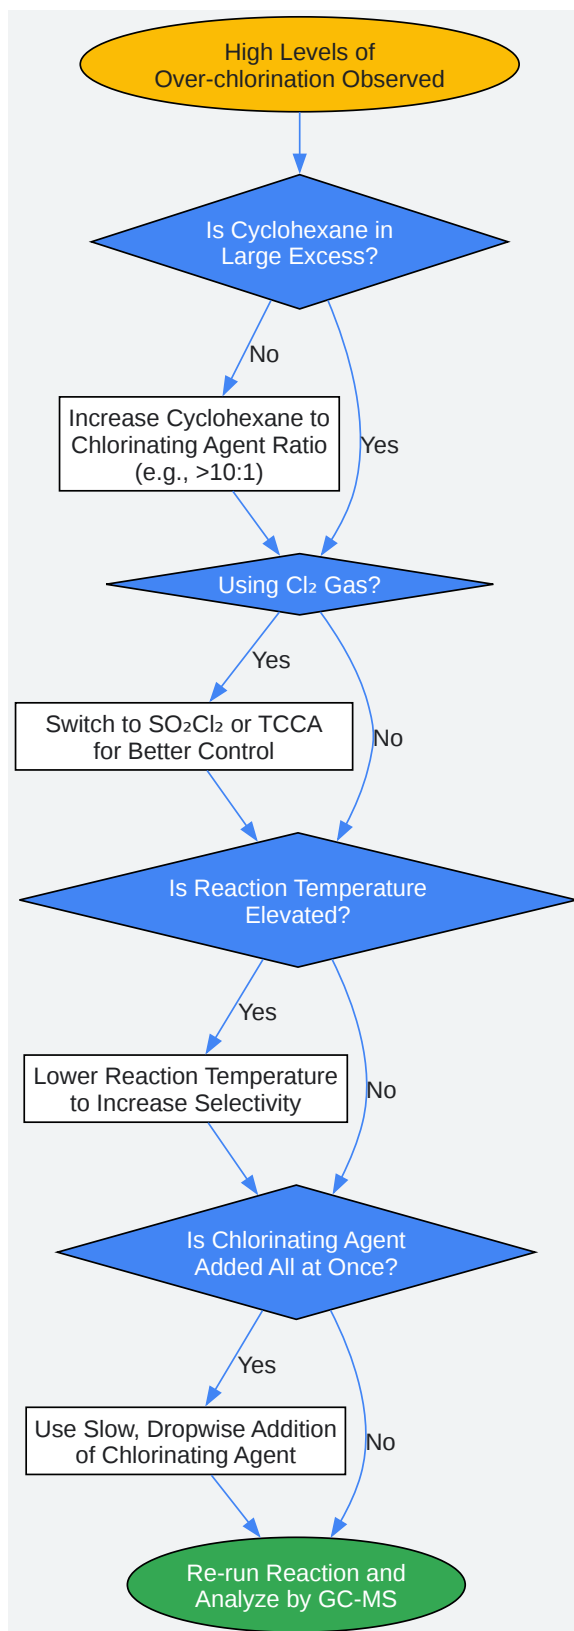 High Levels of
Over-chlorination Observed
Is Cyclohexane in
Large Excess?
No
Increase Cyclohexane to
Chlorinating Agent Ratio
(e.g., >10:1)
Yes
Using Cl₂ Gas?
Yes
Switch to SO₂Cl₂ or TCCA
for Better Control
No
Is Reaction Temperature
Elevated?
Yes
Lower Reaction Temperature
to Increase Selectivity
No
Is Chlorinating Agent
Added All at Once?
Yes
Use Slow, Dropwise Addition
of Chlorinating Agent
No
Re-run Reaction and
Analyze by GC-MS